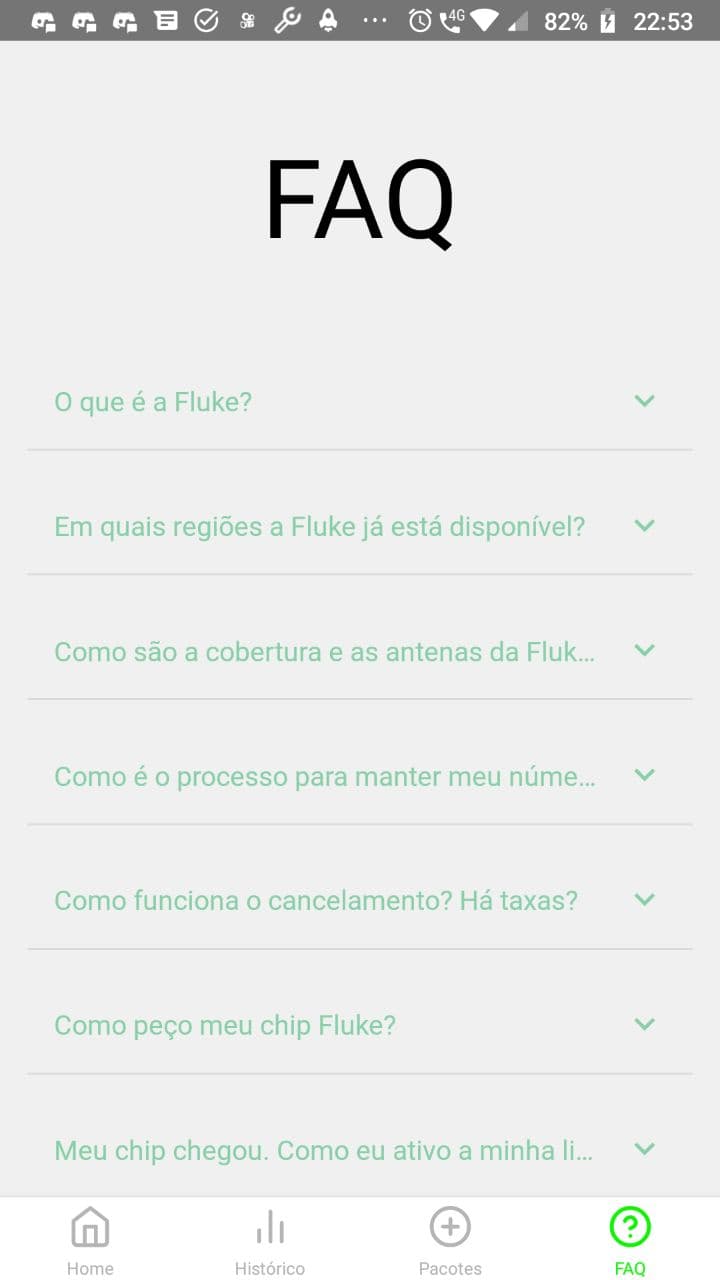 4G 82% 22:53
FAQ
O que é a Fluke?
Em quais regiões a Fluke já está disponível?
Como são a cobertura e as antenas da Fluk...
Como é o processo para manter meu núme...
Como funciona o cancelamento? Há taxas?
Como peço meu chip Fluke?
Meu chip chegou. Como eu ativo a minha li...
Home Histórico Pacotes FAQ